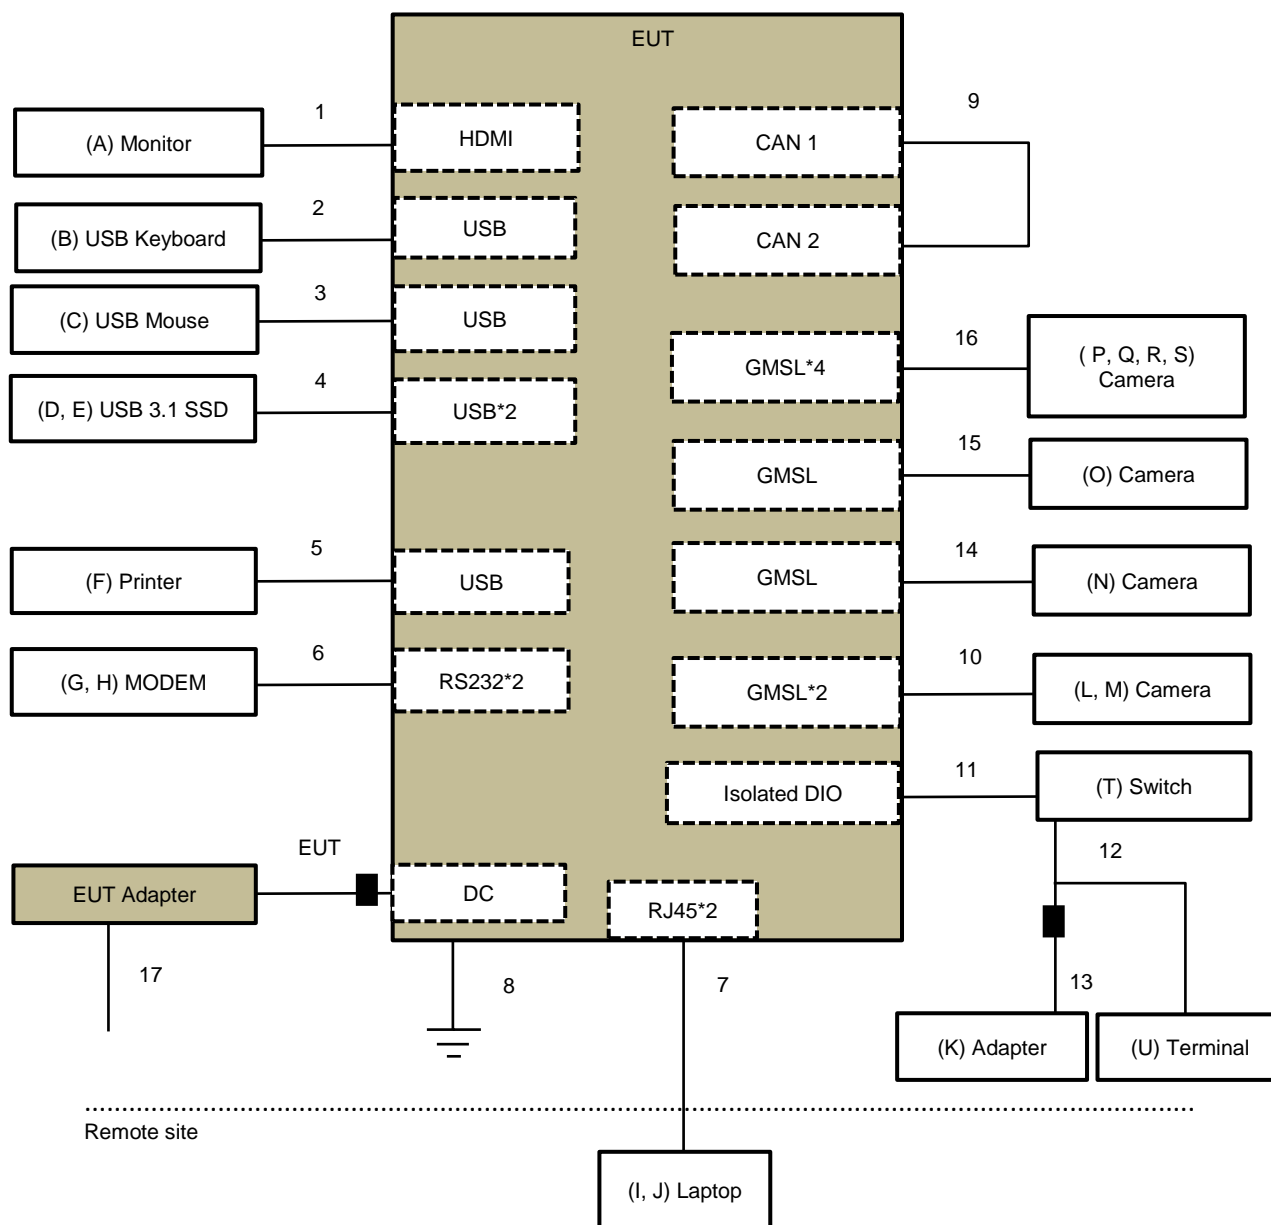 EUT
1
(A) Monitor
HDMI
CAN 1
9
2
(B) USB Keyboard
USB
CAN 2
3
(C) USB Mouse
USB
16
( P, Q, R, S)
Camera
GMSL*4
4
(D, E) USB 3.1 SSD
USB*2
15
GMSL
(O) Camera
5
(F) Printer
USB
14
GMSL
(N) Camera
6
(G, H) MODEM
RS232*2
10
GMSL*2
(L, M) Camera
11
Isolated DIO
(T) Switch
EUT
12
EUT Adapter
DC
RJ45*2
17
8
7
13
(K) Adapter
(U) Terminal
Remote site
(I, J) Laptop